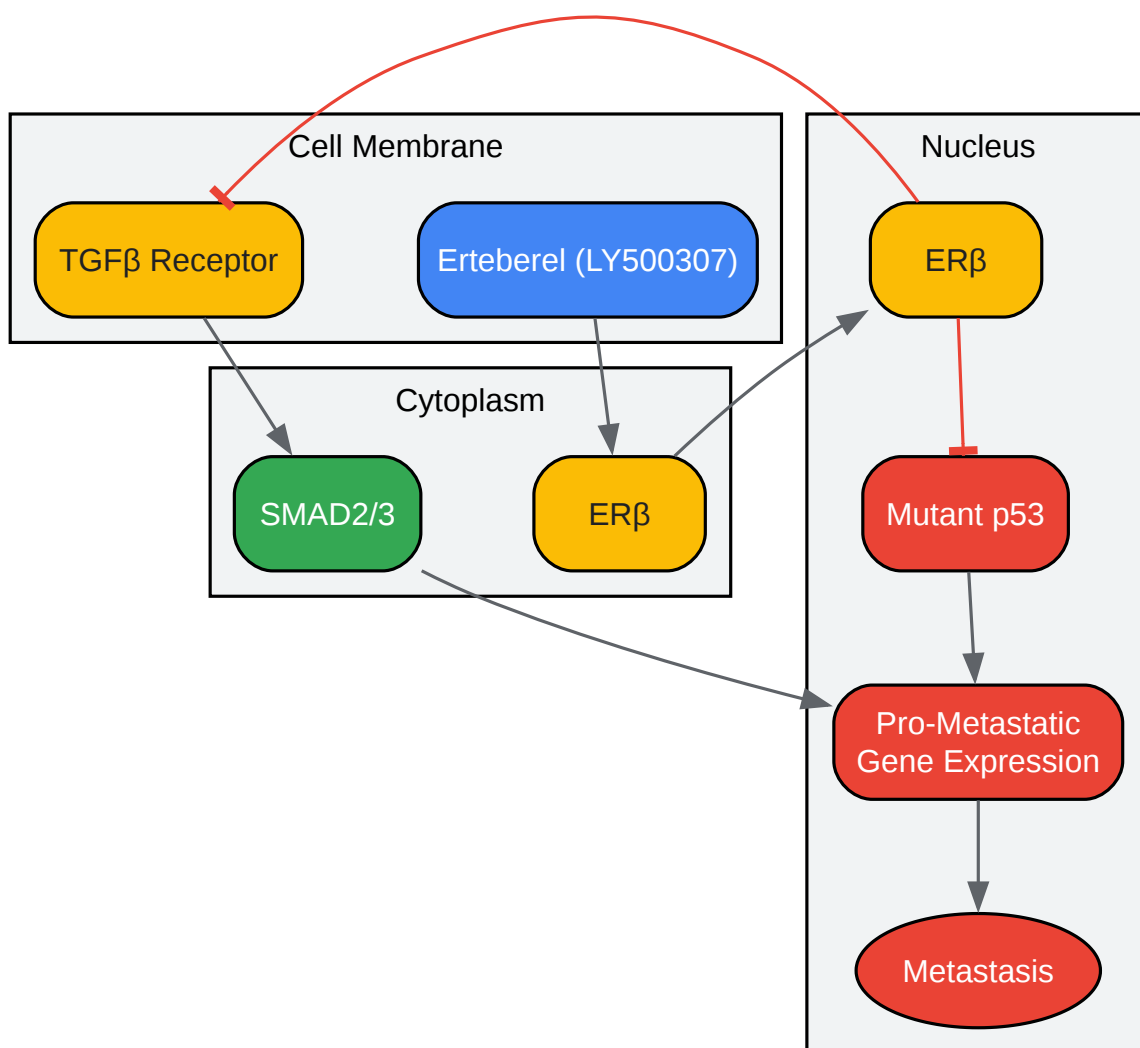 Cell Membrane
TGFβ Receptor
Erteberel (LY500307)
Cytoplasm
SMAD2/3
ERβ
Nucleus
ERβ
Mutant p53
Pro-Metastatic
Gene Expression
Metastasis